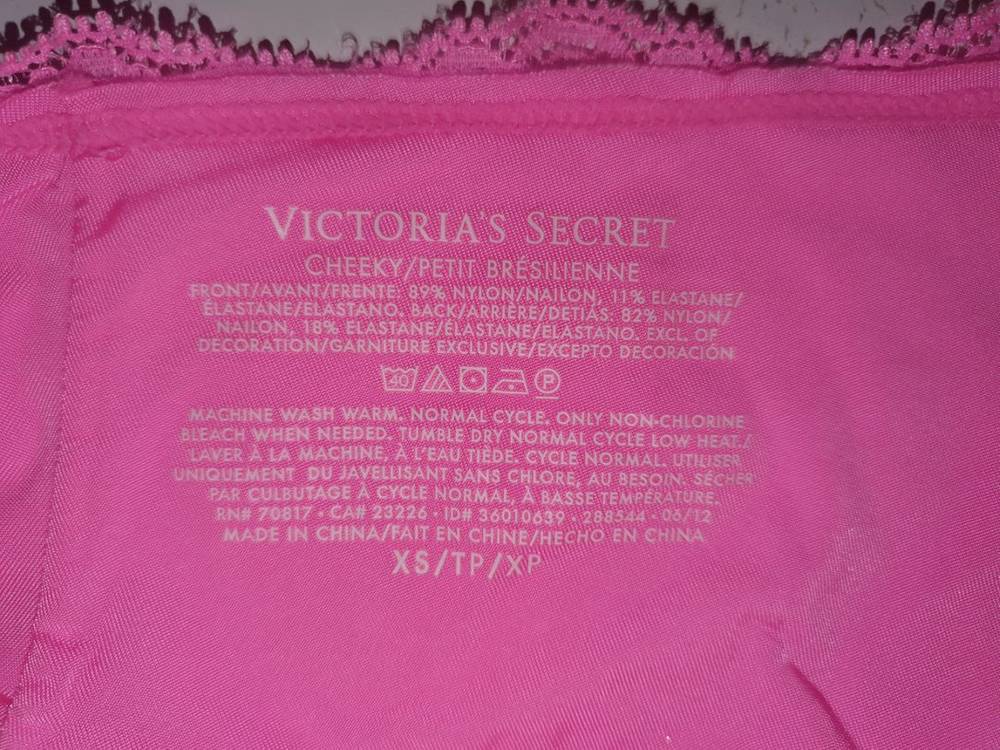 VICTORIA'S SECRET
CHEEKY/PETIT BRÉSILIENNE
FRONT/AVANT/FRENTE: 89% NYLON/NAILON, 11% ELASTANE/
ÉLASTANE/ELASTANO. BACK/ARRIÈRE/DETIÁS: 82% NYLON/
NAILON, 18% ELASTANE/ÉLASTANE/ELASTANO. EXCL. OF
DECORATION/GARNITURE EXCLUSIVE/EXCEPTO DECORACIÓN
40 P
MACHINE WASH WARM. NORMAL CYCLE. ONLY NON-CHLORINE
BLEACH WHEN NEEDED. TUMBLE DRY NORMAL CYCLE LOW HEAT./
LAVER À LA MACHINE, À L'EAU TIÈDE. CYCLE NORMAL. UTILISER
UNIQUEMENT DU JAVELLISANT SANS CHLORE, AU BESOIN. SÉCHER
PAR CULBUTAGE À CYCLE NORMAL, À BASSE TEMPÉRATURE.
RN# 70817 • CA# 23226 • ID# 36010639 • 288544 • 06/12
MADE IN CHINA/FAIT EN CHINE/HECHO EN CHINA
XS/TP/XP